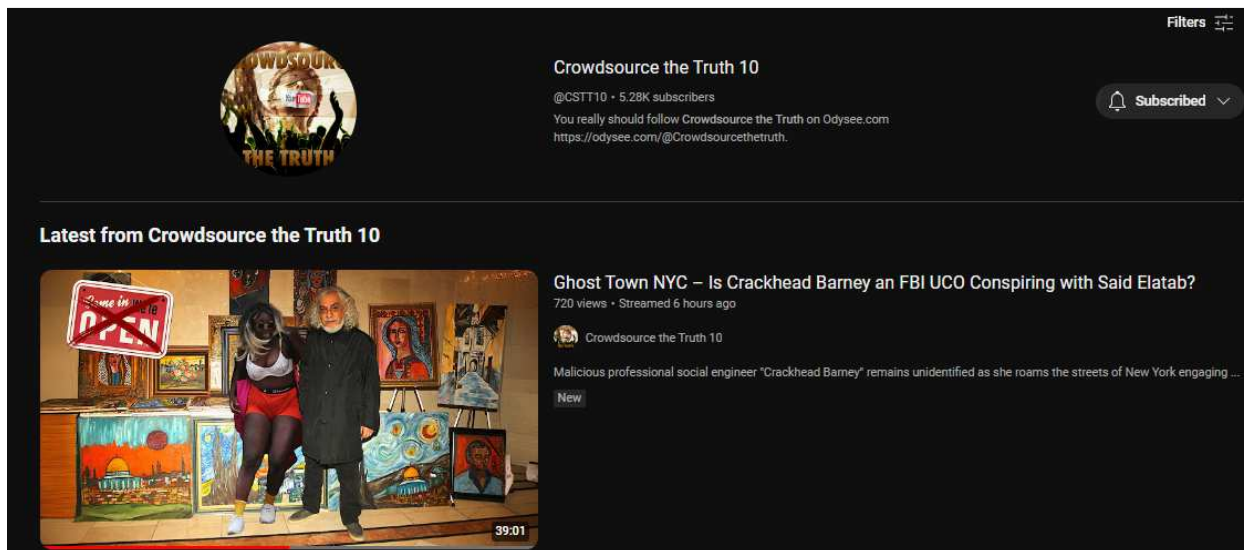 Filters
CROWDSOURCE
YouTube
THE TRUTH
Crowdsource the Truth 10
@CSTT10 • 5.28K subscribers
You really should follow Crowdsource the Truth on Odysee.com
https://odysee.com/@Crowdsourcethetruth.
Subscribed
Latest from Crowdsource the Truth 10
Come in we're
OPEN
39:01
Ghost Town NYC – Is Crackhead Barney an FBI UCO Conspiring with Said Elatab?
720 views • Streamed 6 hours ago
Crowdsource the Truth 10
Malicious professional social engineer "Crackhead Barney" remains unidentified as she roams the streets of New York engaging ...
New